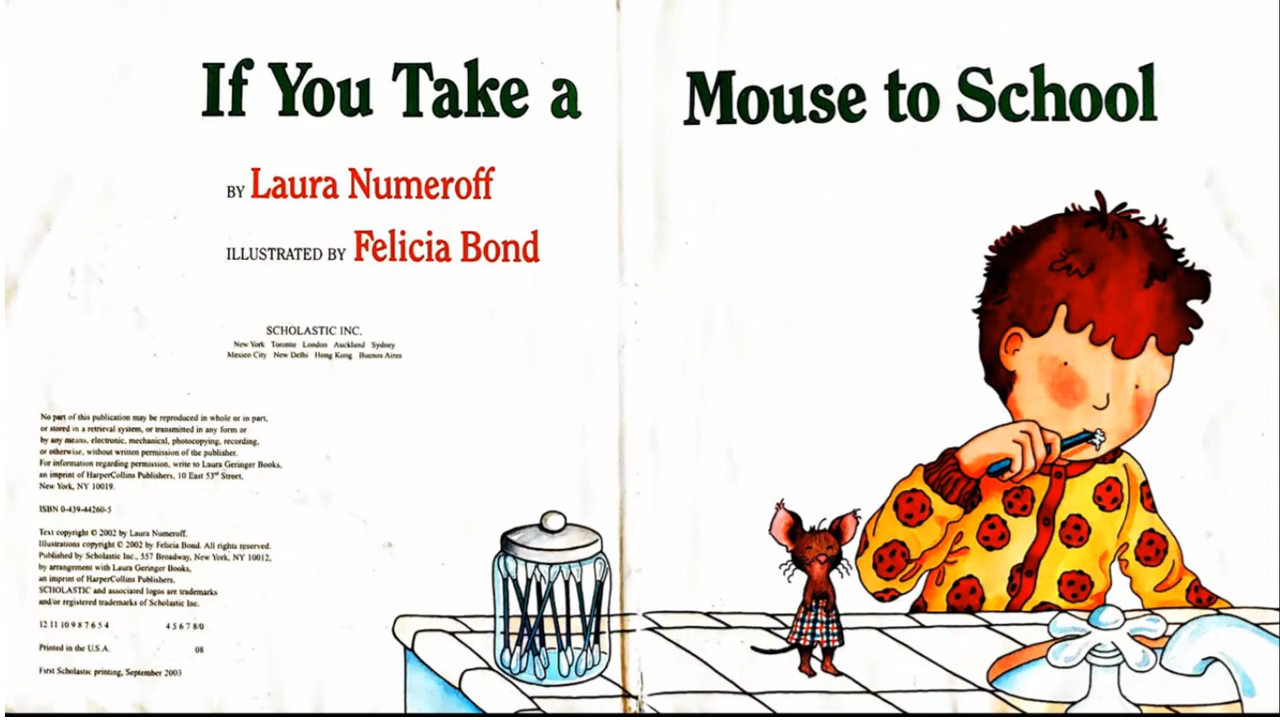 If You Take a Mouse to School
BY Laura Numeroff
ILLUSTRATED BY Felicia Bond
SCHOLASTIC INC.
New York Toronto London Auckland Sydney
Mexico City New Delhi Hong Kong Buenos Aires
No part of this publication may be reproduced in whole or in part,
or stored in a retrieval system, or transmitted in any form or
by any means, electronic, mechanical, photocopying, recording,
or otherwise, without written permission of the publisher.
For information regarding permission, write to Laura Geringer Books,
an imprint of HarperCollins Publishers, 10 East 53rd Street,
New York, NY 10019.
ISBN 0-439-44260-5
Text copyright © 2002 by Laura Numeroff.
Illustrations copyright © 2002 by Felicia Bond. All rights reserved.
Published by Scholastic Inc., 557 Broadway, New York, NY 10012,
by arrangement with Laura Geringer Books,
an imprint of HarperCollins Publishers.
SCHOLASTIC and associated logos are trademarks
and/or registered trademarks of Scholastic Inc.
12 11 10 9 8 7 6 5 4 4 5 6 7 8/0
Printed in the U.S.A. 08
First Scholastic printing, September 2003